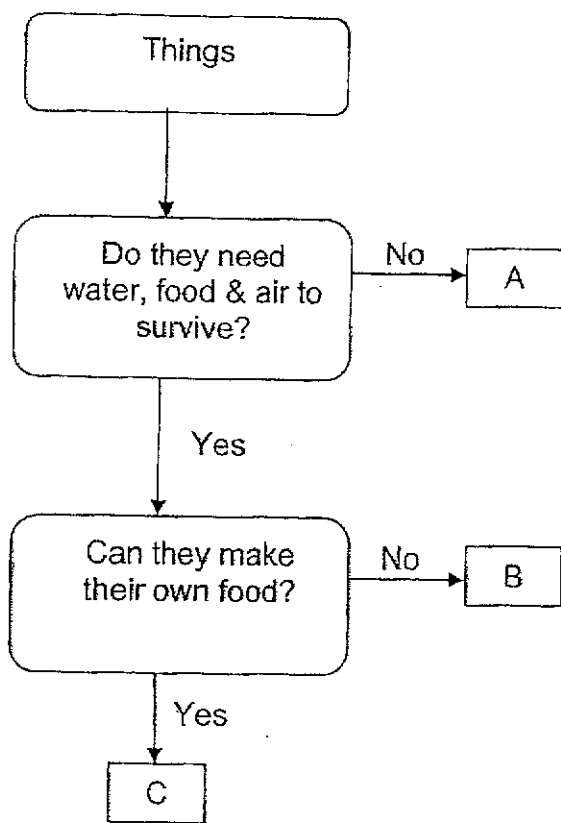 Things
Do they need
water, food & air to
survive?
No
A
Yes
Can they make
their own food?
No
B
Yes
C